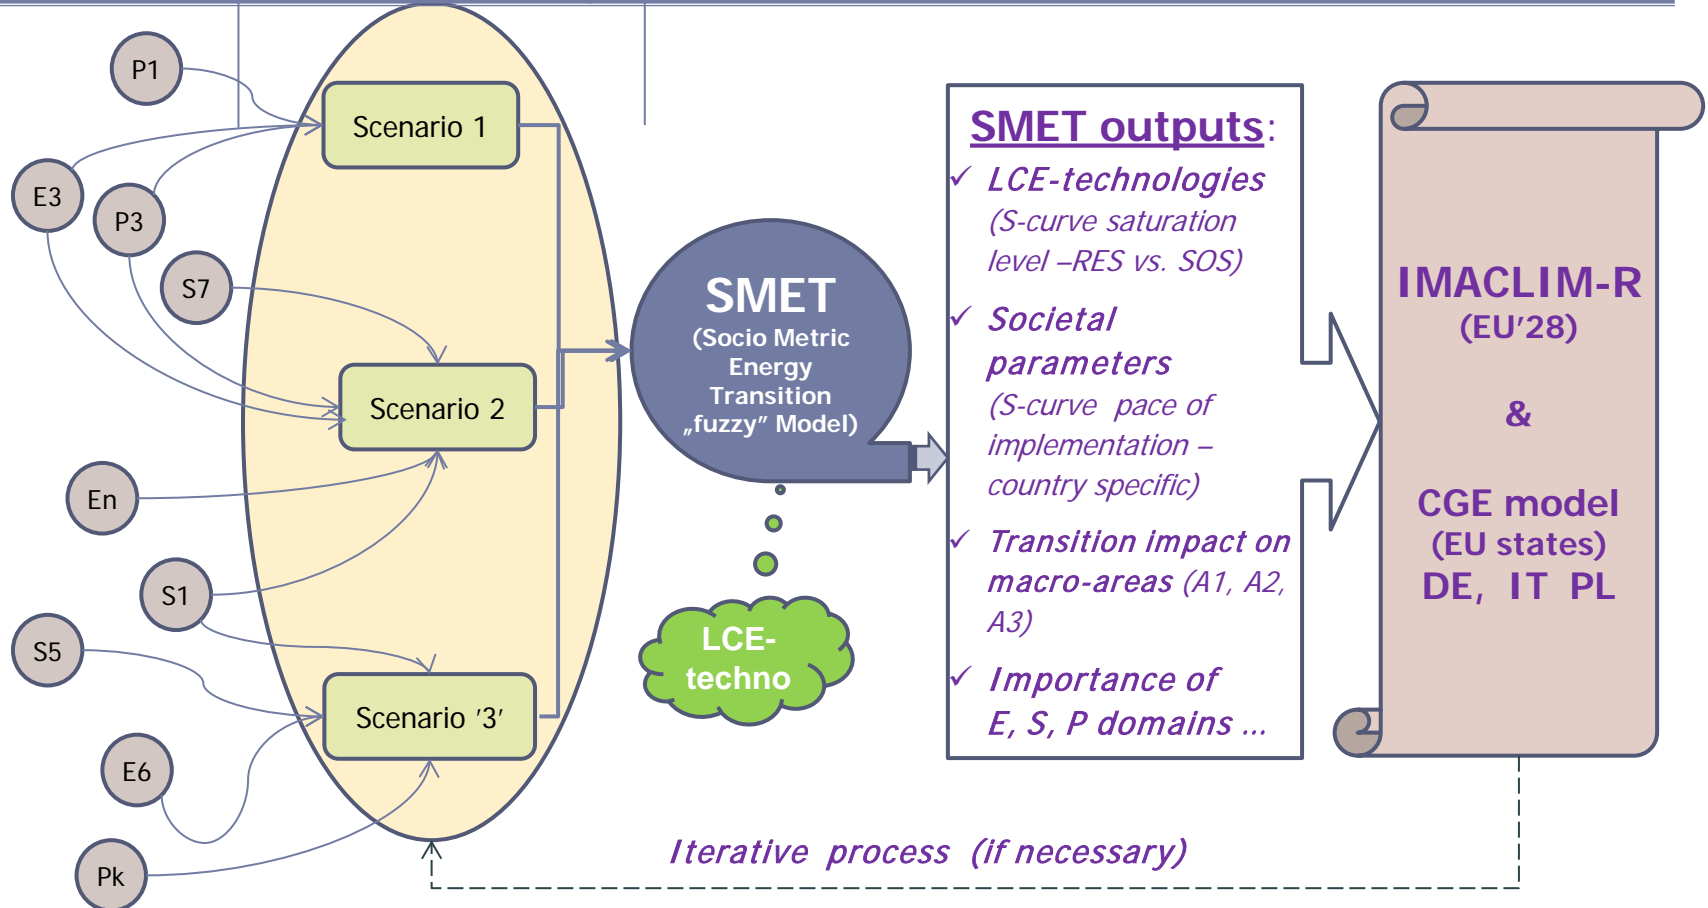 P1
E3
P3
S7
En
S1
S5
E6
Pk
Scenario 1
Scenario 2
Scenario '3'
SMET
(Socio Metric
Energy
Transition
„fuzzy” Model)
LCE-
techno
SMET outputs:
✓ LCE-technologies
(S-curve saturation
level –RES vs. SOS)
✓ Societal
parameters
(S-curve pace of
implementation –
country specific)
✓ Transition impact on
macro-areas (A1, A2,
A3)
✓ Importance of
E, S, P domains ...
IMACLIM-R
(EU’28)
&
CGE model
(EU states)
DE, IT PL
Iterative process (if necessary)